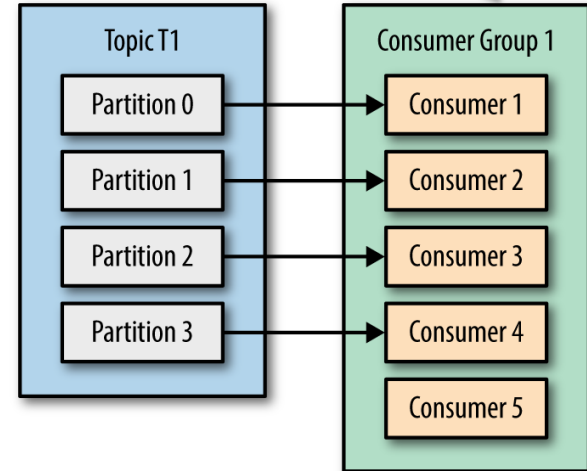 Topic T1
Partition 0
Partition 1
Partition 2
Partition 3
Consumer Group 1
Consumer 1
Consumer 2
Consumer 3
Consumer 4
Consumer 5